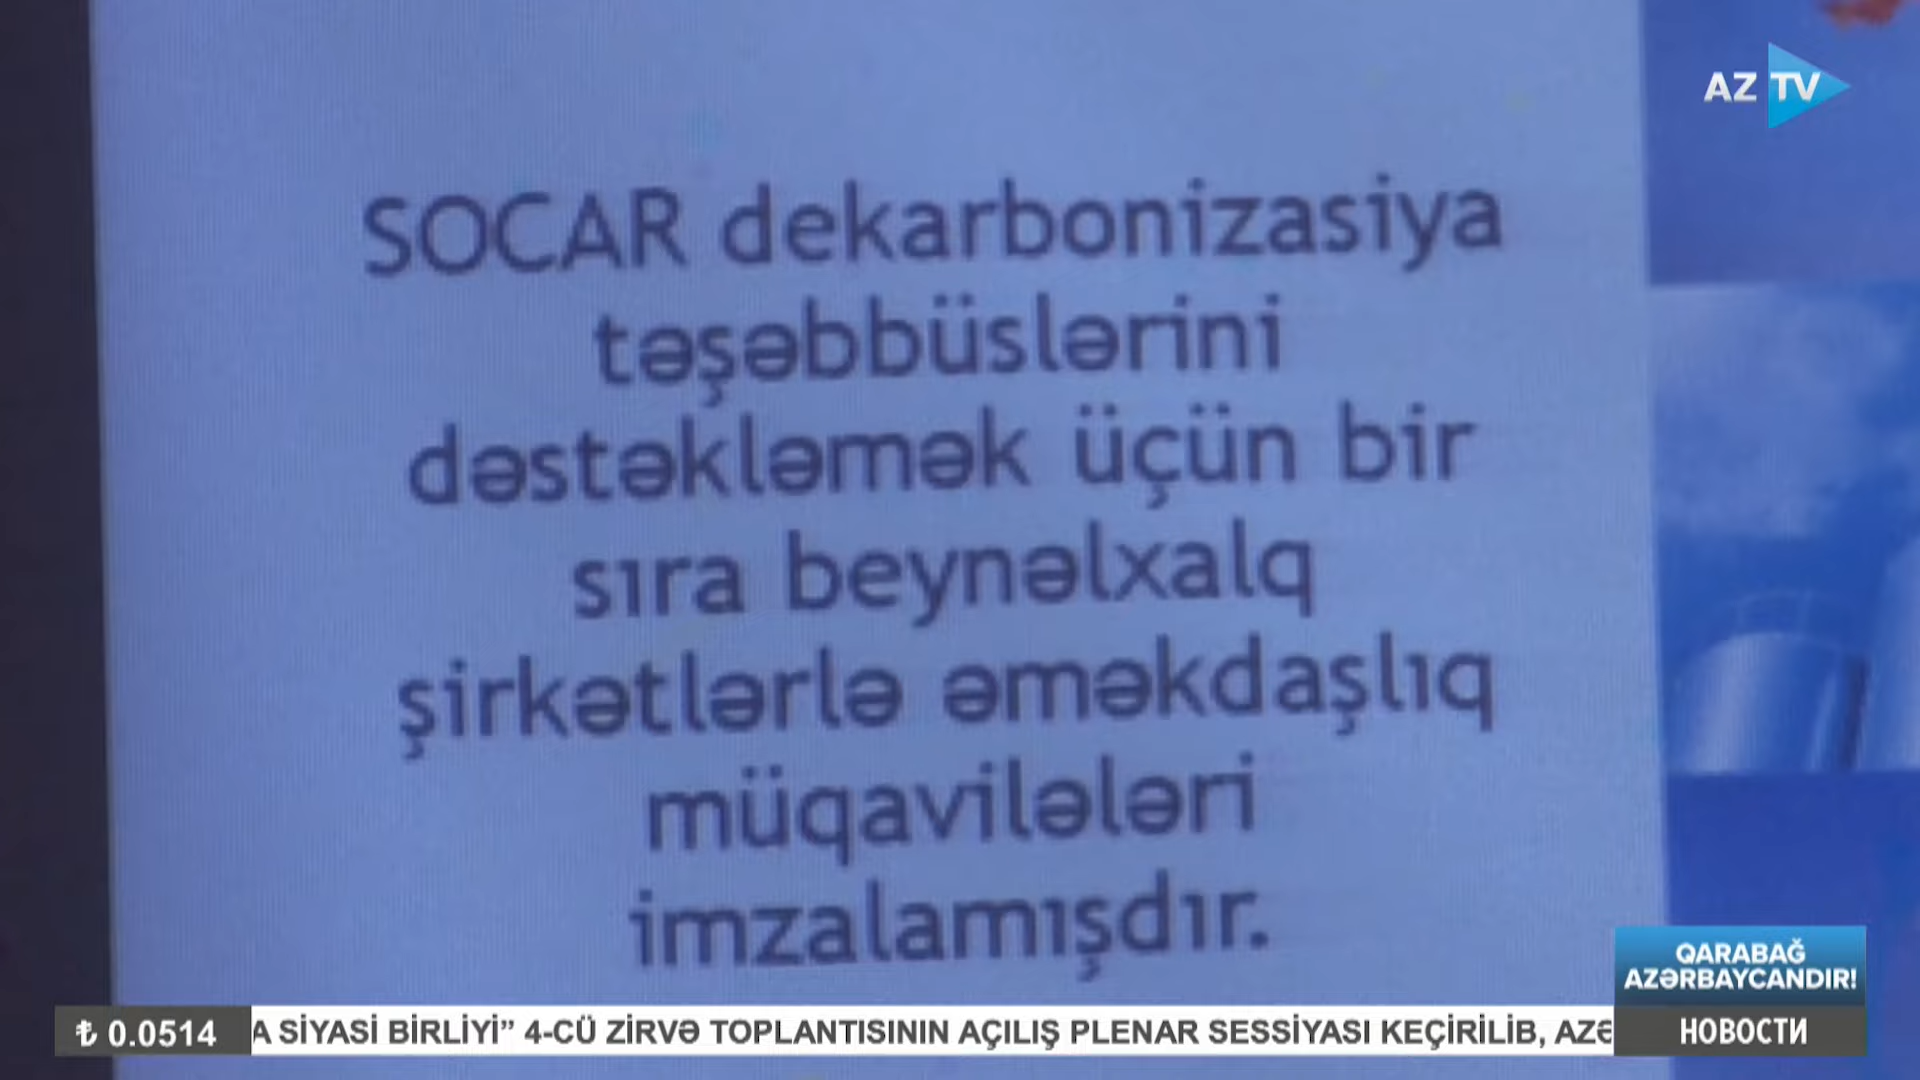 AZ TV
SOCAR dekarbonizasiya
təşəbbüslərini
dəstəkləmək üçün bir
sıra beynəlxalq
şirkətlərlə əməkdaşlıq
müqavilələri
imzalamışdır.
QARABAĞ
AZƏRBAYCANDIR!
₺ 0.0514
A SİYASİ BİRLİYİ” 4-CÜ ZİRVƏ TOPLANTISININ AÇILIŞ PLENAR SESSİYASI KEÇİRİLİB, AZƏ
НОВОСТИ